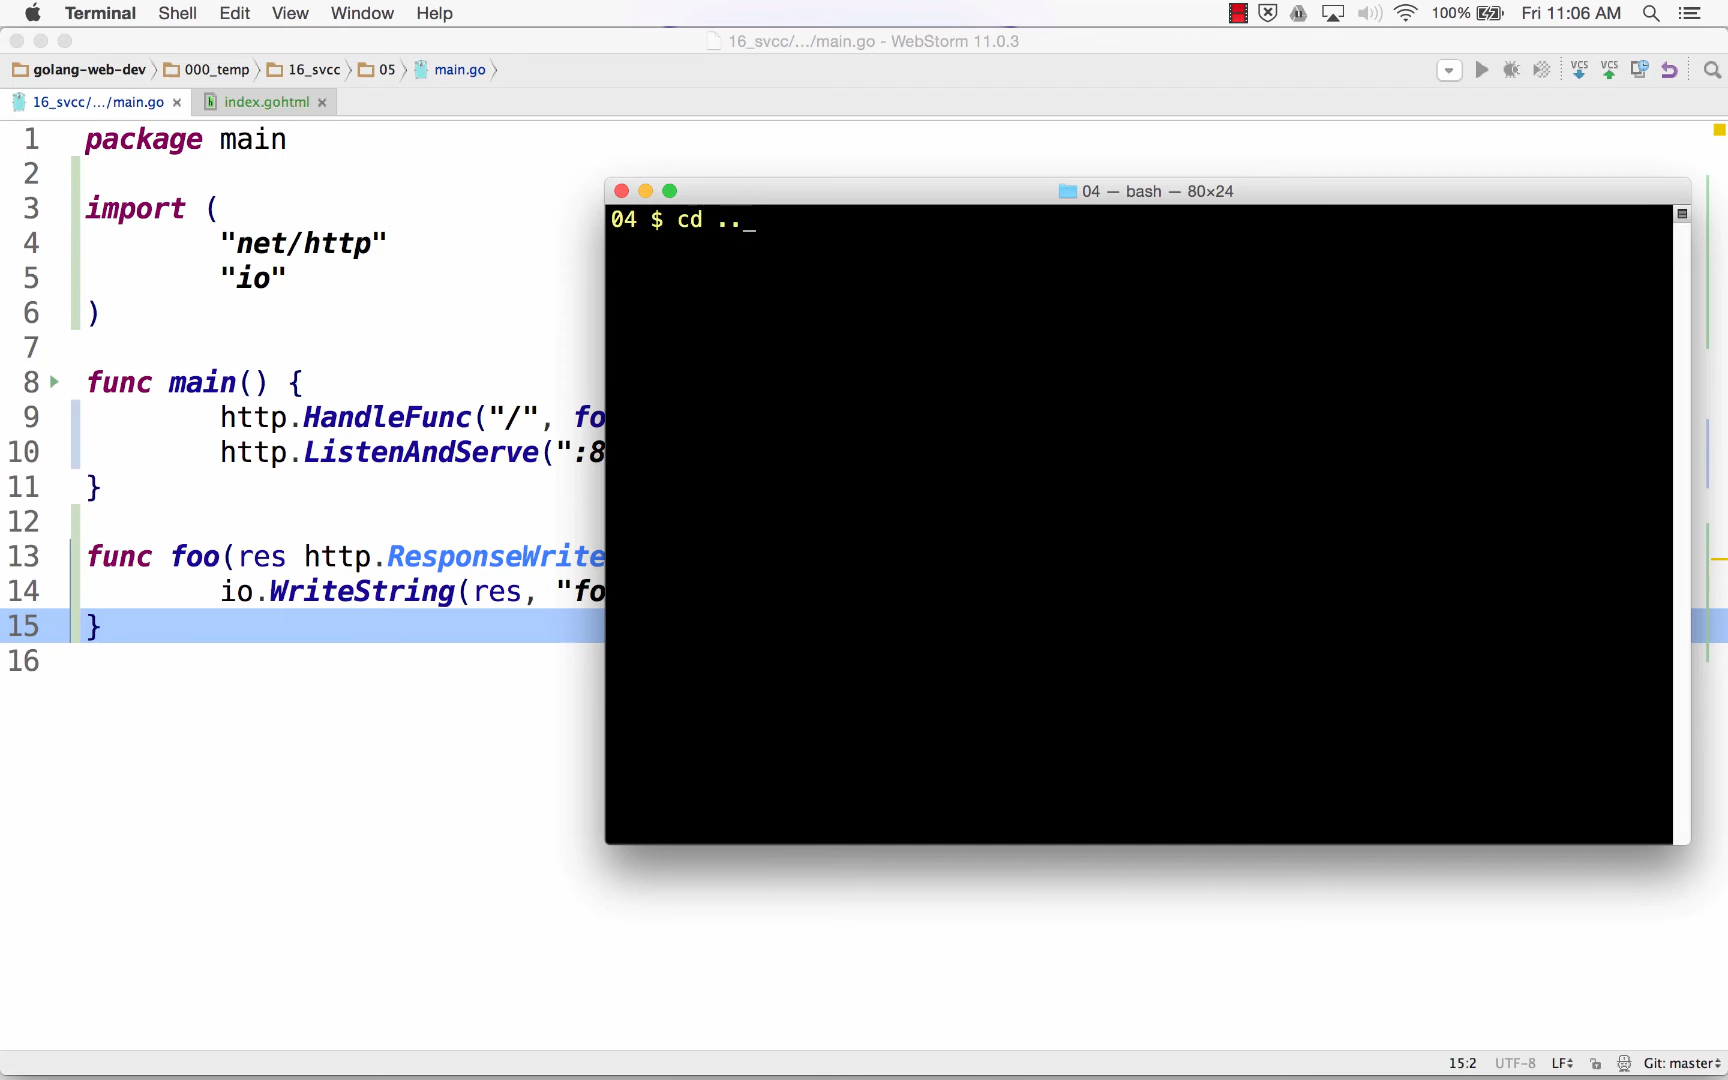 Terminal Shell Edit View Window Help 100% Fri 11:06 AM
16_svcc/.../main.go - WebStorm 11.0.3
golang-web-dev 000_temp 16_svcc 05 main.go VCS VCS
16_svcc/.../main.go × index.gohtml ×
1 package main
2
3 import (
4 "net/http"
5 "io"
6 )
7
8 func main() {
9 http.HandleFunc("/", fo
10 http.ListenAndServe(":8
11 }
12
13 func foo(res http.ResponseWrite
14 io.WriteString(res, "fo
15 }
16
04 — bash — 80×24
04 $ cd .._
15:2 UTF-8 LF Git: master